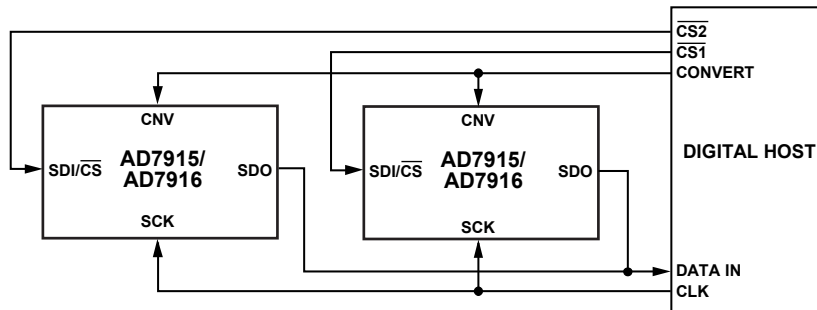 CS2
CS1
CONVERT
CNV
CNV
AD7915/
AD7916
SDI/CS
SDO
SCK
AD7915/
AD7916
SDI/CS
SDO
SCK
DIGITAL HOST
DATA IN
CLK